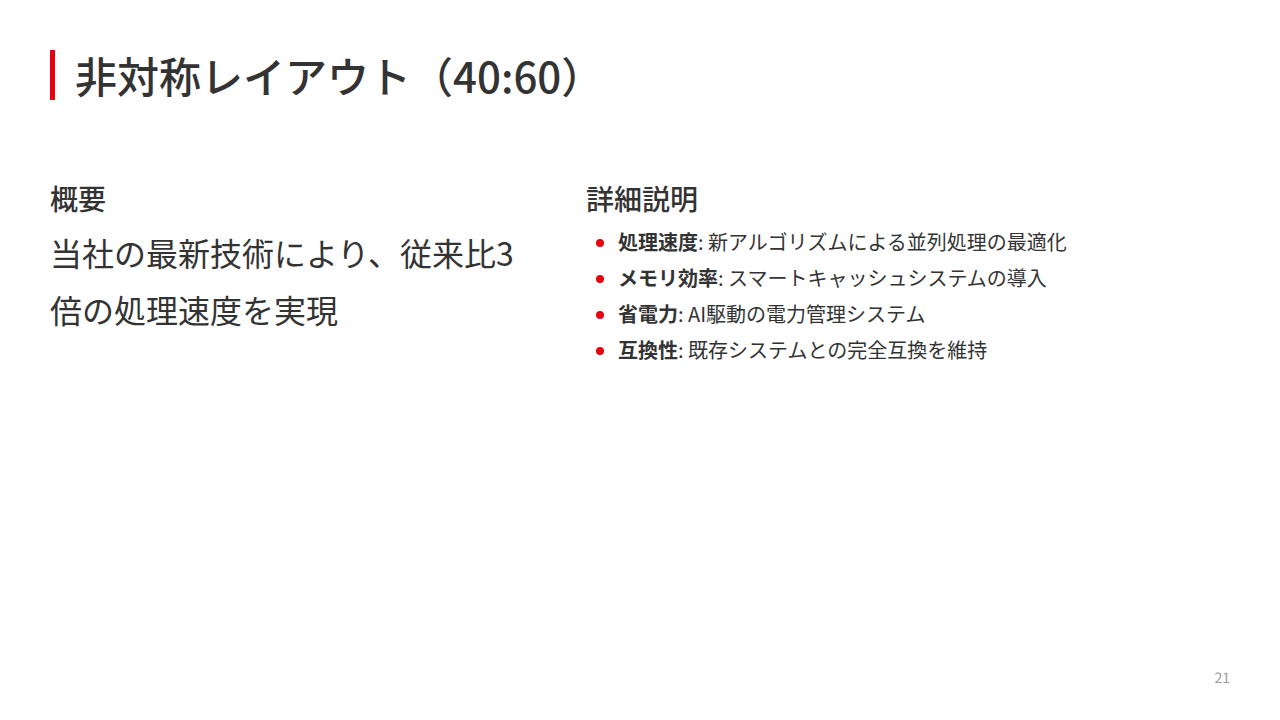 非対称レイアウト（40:60）
概要
当社の最新技術により、従来比3
倍の処理速度を実現
詳細説明
処理速度: 新アルゴリズムによる並列処理の最適化
メモリ効率: スマートキャッシュシステムの導入
省電力: AI駆動の電力管理システム
互換性: 既存システムとの完全互換を維持
21